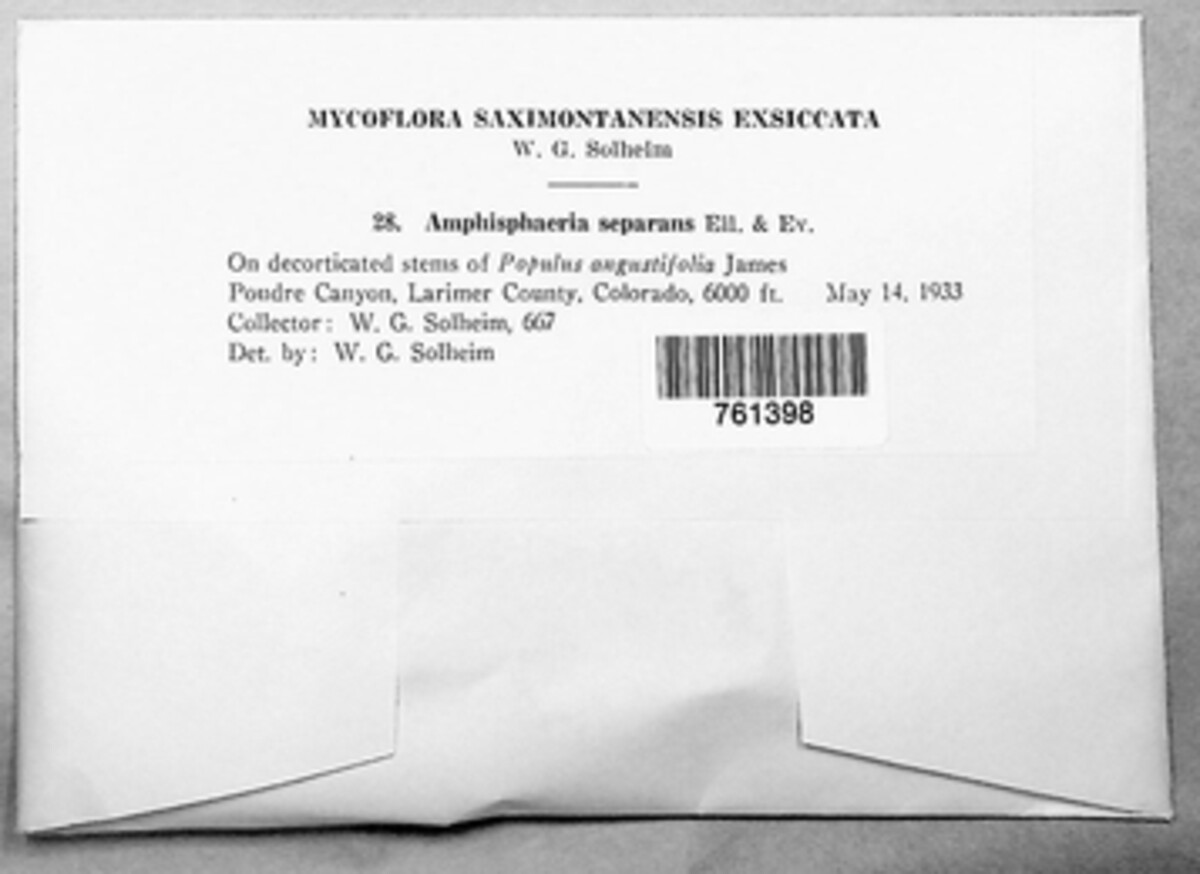 MYCOFLORA SAXIMONTANENSIS EXSICCATA
W. G. Solheim
28. Amphisphaeria separans Ell. & Ev.
On decorticated stems of Populus angustifolia James
Poudre Canyon, Larimer County, Colorado, 6000 ft. May 14, 1933
Collector: W. G. Solheim, 667
Det. by: W. G. Solheim
761398